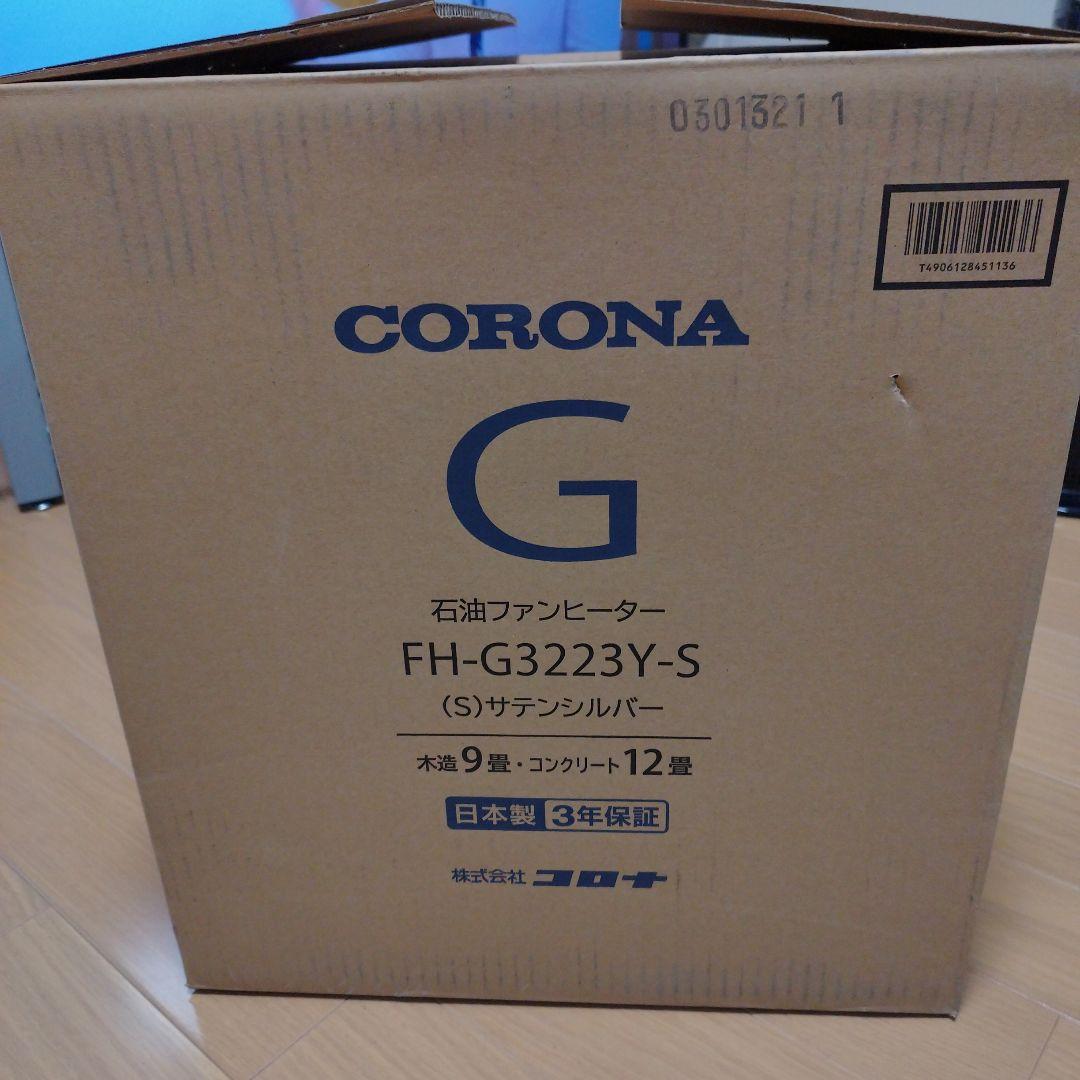 0301321 1
T4906128451136
CORONA
G
石油ファンヒーター
FH-G3223Y-S
(S)サテンシルバー
木造9畳・コンクリート12畳
日本製 3年保証
株式会社 コロナ